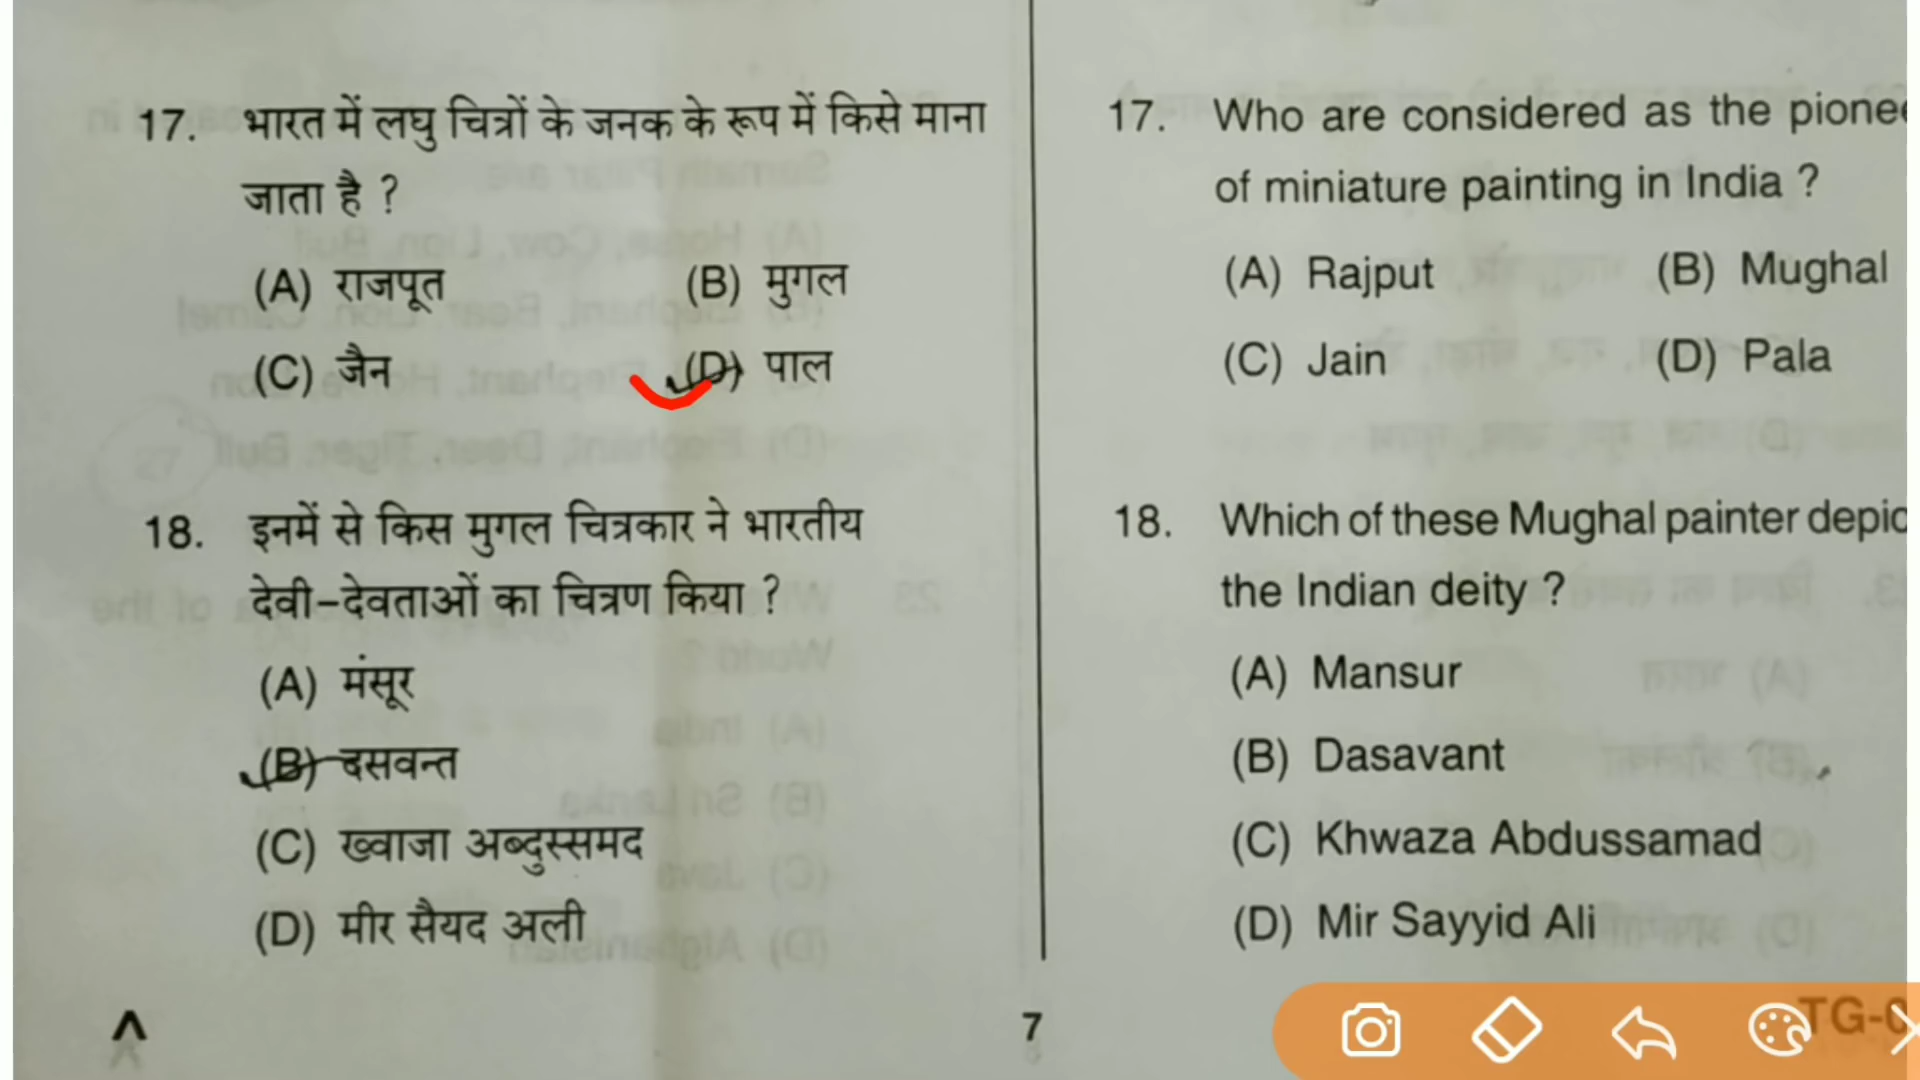 17. भारत में लघु चित्रों के जनक के रूप में किसे माना
जाता है ?
(A) राजपूत (B) मुगल
(C) जैन (D) पाल
18. इनमें से किस मुगल चित्रकार ने भारतीय
देवी-देवताओं का चित्रण किया ?
(A) मंसूर
(B) दसवन्त
(C) ख्वाजा अब्दुस्समद
(D) मीर सैयद अली
17. Who are considered as the
of miniature painting in India ?
(A) Rajput (B) Mughal
(C) Jain (D) Pala
18. Which of these Mughal painter
the Indian deity ?
(A) Mansur
(B) Dasavant
(C) Khwaza Abdussamad
(D) Mir Sayyid Ali
7